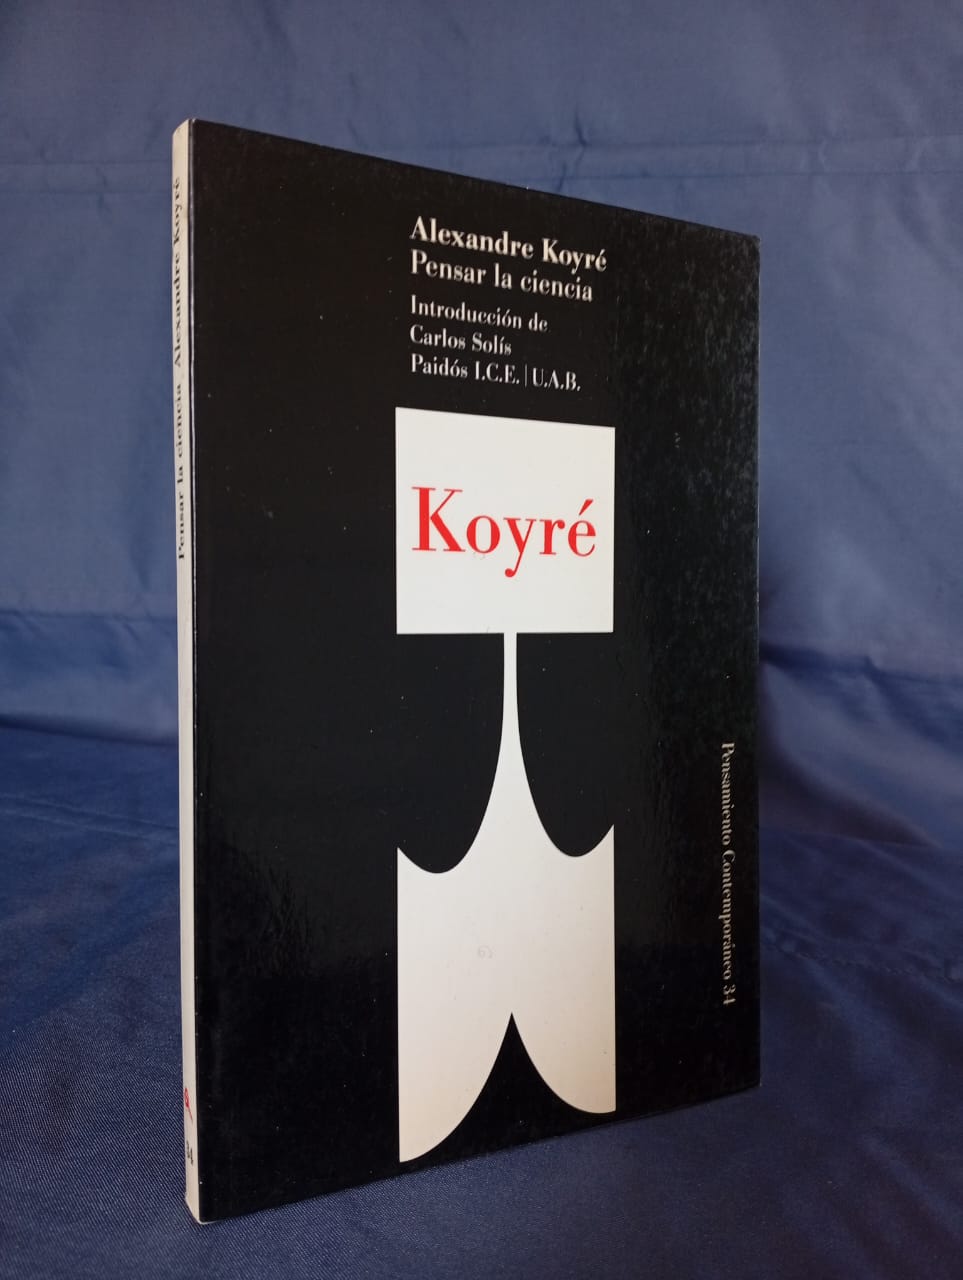 Alexandre Koyré
Pensar la ciencia
Introducción de
Carlos Solís
Paidós I.C.E. | U.A.B.
Koyré
Pensamiento Contemporáneo 34
Pensar la ciencia Alexandre Koyré
34